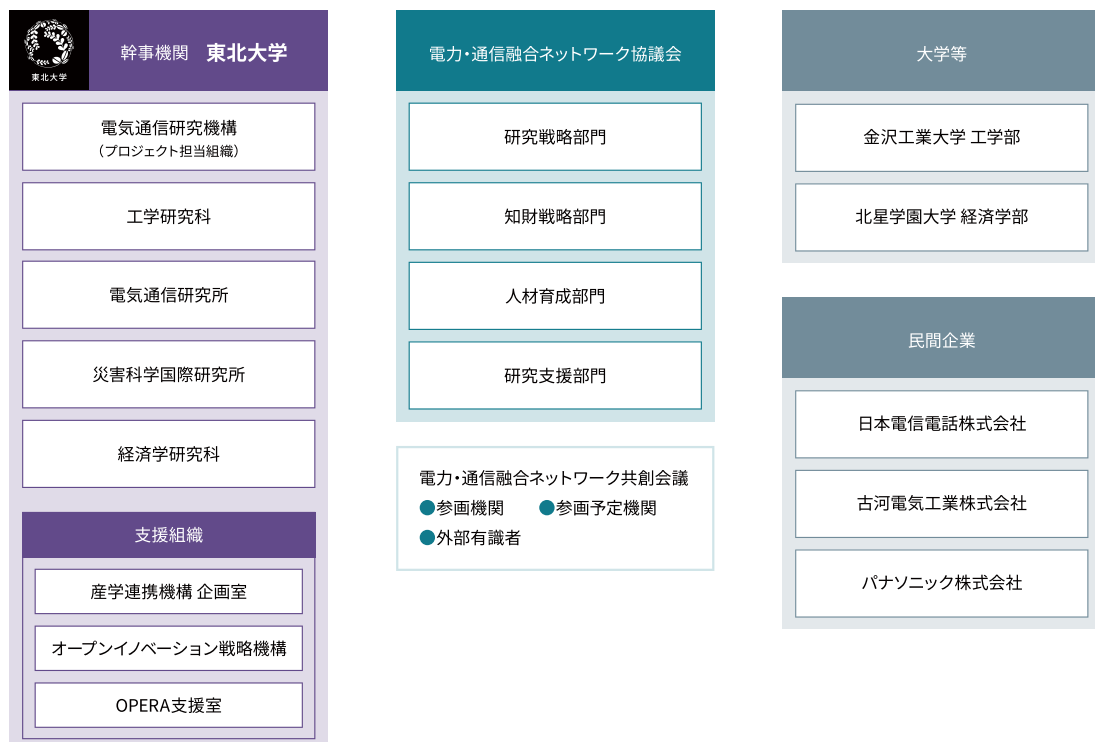 東北大学
幹事機関 東北大学
電気通信研究機構
（プロジェクト担当組織）
工学研究科
電気通信研究所
災害科学国際研究所
経済学研究科
支援組織
産学連携機構 企画室
オープンイノベーション戦略機構
OPERA支援室
電力・通信融合ネットワーク協議会
研究戦略部門
知財戦略部門
人材育成部門
研究支援部門
電力・通信融合ネットワーク共創会議
●参画機関 ●参画予定機関
●外部有識者
大学等
金沢工業大学 工学部
北星学園大学 経済学部
民間企業
日本電信電話株式会社
古河電気工業株式会社
パナソニック株式会社